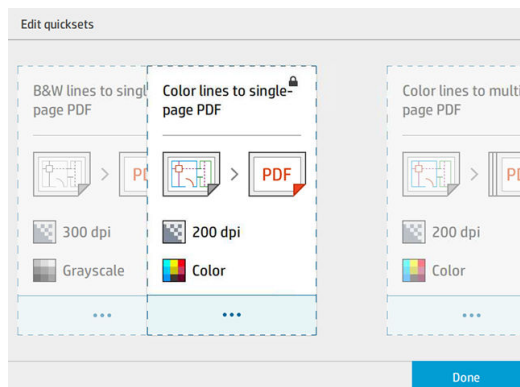 Edit quicksets
B&W lines to singl
page PDF
300 dpi
Grayscale
Color lines to single-
page PDF
PDF
200 dpi
Color
Color lines to multi
page PDF
200 dpi
Color
Done